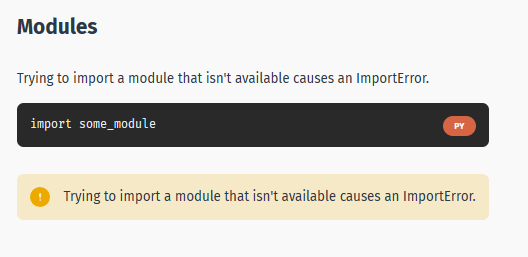 Modules
Trying to import a module that isn't available causes an ImportError.
import some_module
PY
! Trying to import a module that isn't available causes an ImportError.